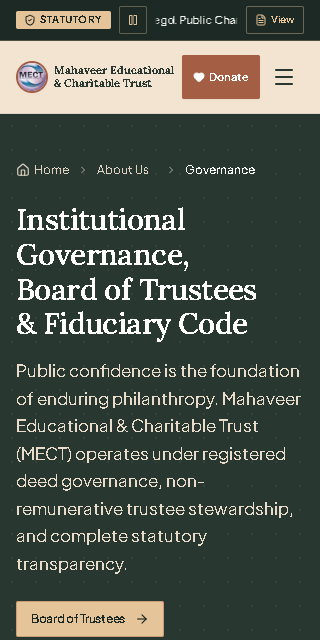 STATUTORY
Public Char
View
MECT
Mahaveer Educational
& Charitable Trust
Donate
Home > About Us > Governance
Institutional
Governance,
Board of Trustees
& Fiduciary Code
Public confidence is the foundation
of enduring philanthropy. Mahaveer
Educational & Charitable Trust
(MECT) operates under registered
deed governance, non-
remunerative trustee stewardship,
and complete statutory
transparency.
Board of Trustees →